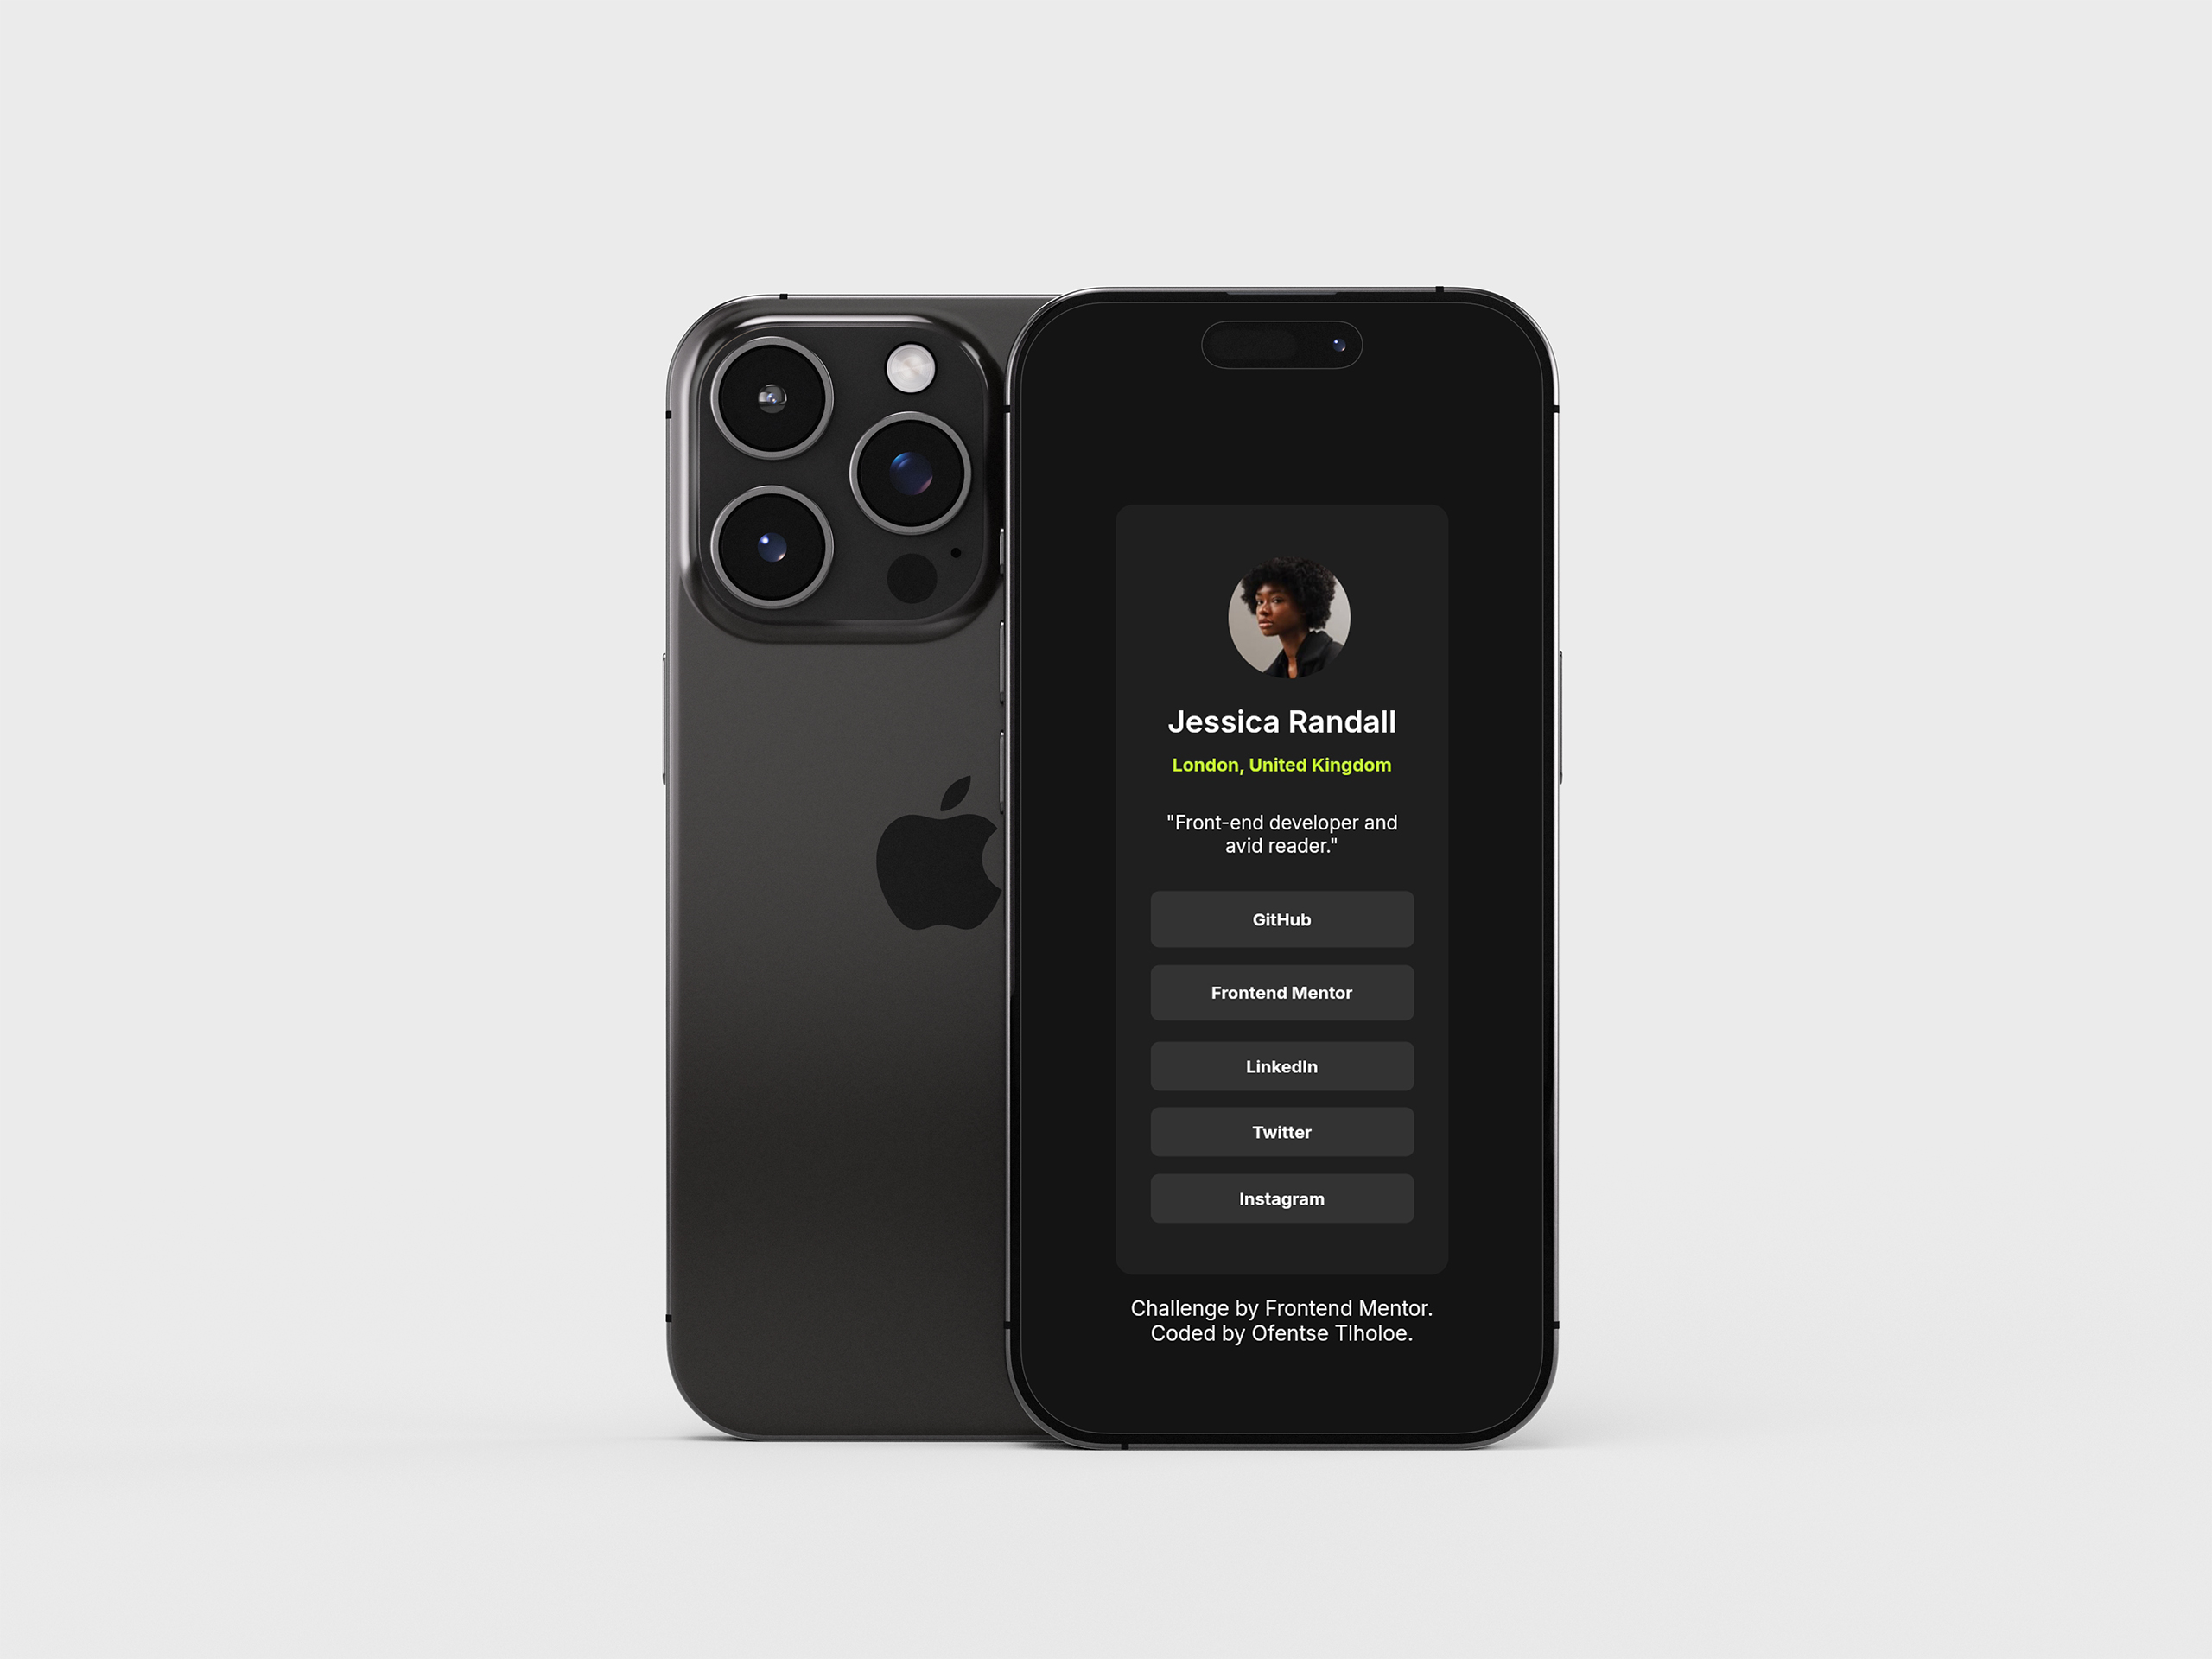 Jessica Randall
London, United Kingdom
"Front-end developer and
avid reader."
GitHub
Frontend Mentor
LinkedIn
Twitter
Instagram
Challenge by Frontend Mentor.
Coded by Ofentse Tlholoe.